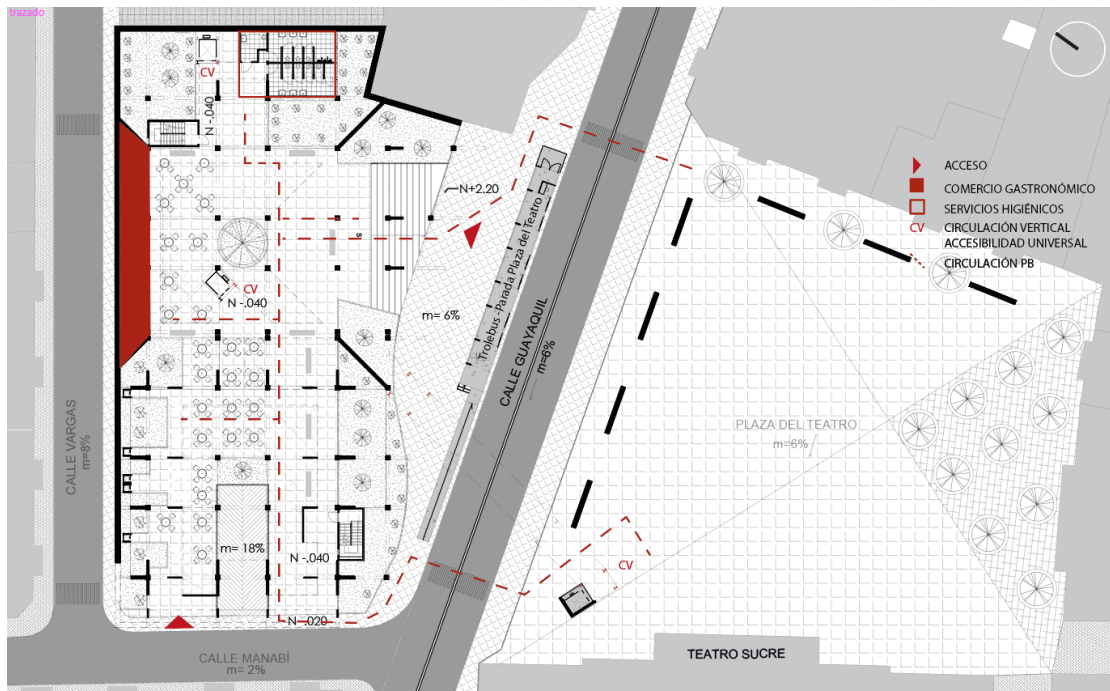 trazado
CV
N -.040
N+2.20
Trolebus - Parada Plaza del Teatro
ACCESO
COMERCIO GASTRONÓMICO
SERVICIOS HIGIÉNICOS
CV CIRCULACIÓN VERTICAL
ACCESIBILIDAD UNIVERSAL
CIRCULACIÓN PB
CV
N -.040
m= 6%
CALLE GUAYAQUIL
m=6%
PLAZA DEL TEATRO
m=6%
CALLE VARGAS
m=8%
m= 18%
N -.040
CV
N -.020
CALLE MANABÍ
m= 2%
TEATRO SUCRE